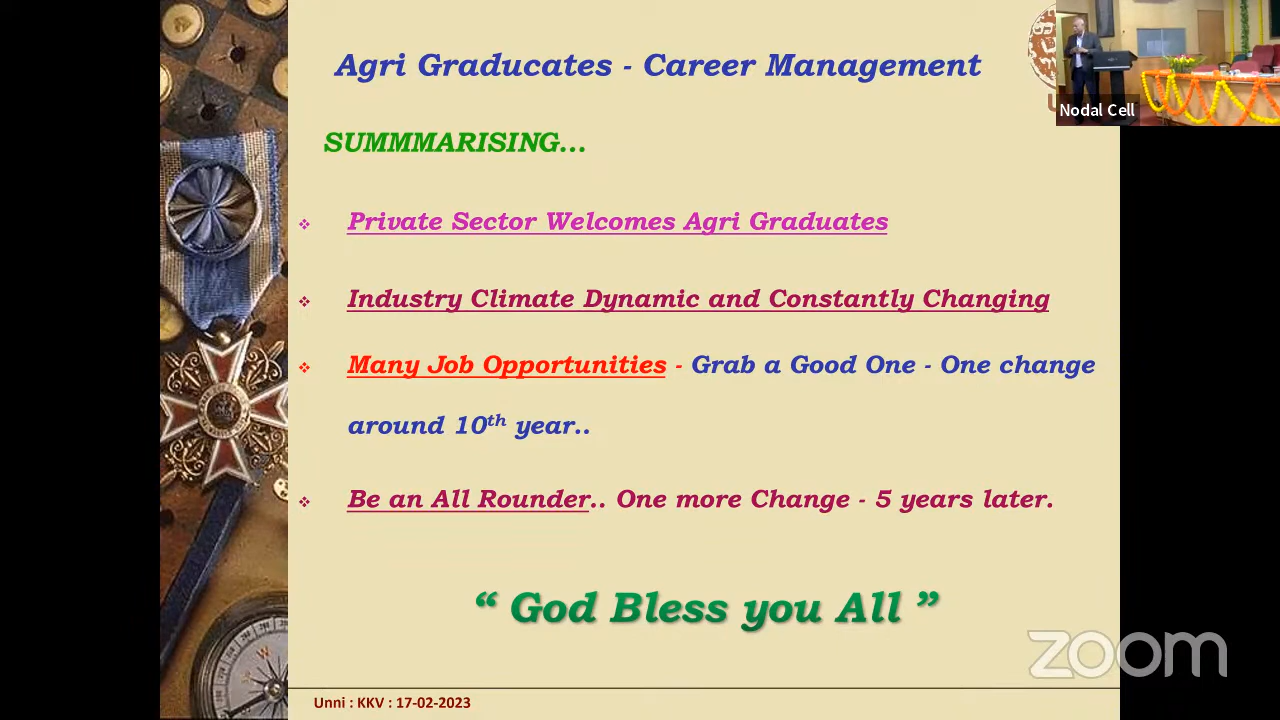 Agri Graducates - Career Management
SUMMMARISING...
Private Sector Welcomes Agri Graduates
Industry Climate Dynamic and Constantly Changing
Many Job Opportunities - Grab a Good One - One change
around 10th year..
Be an All Rounder.. One more Change - 5 years later.
“ God Bless you All ”
Unni : KKV : 17-02-2023
Nodal Cell
zoom